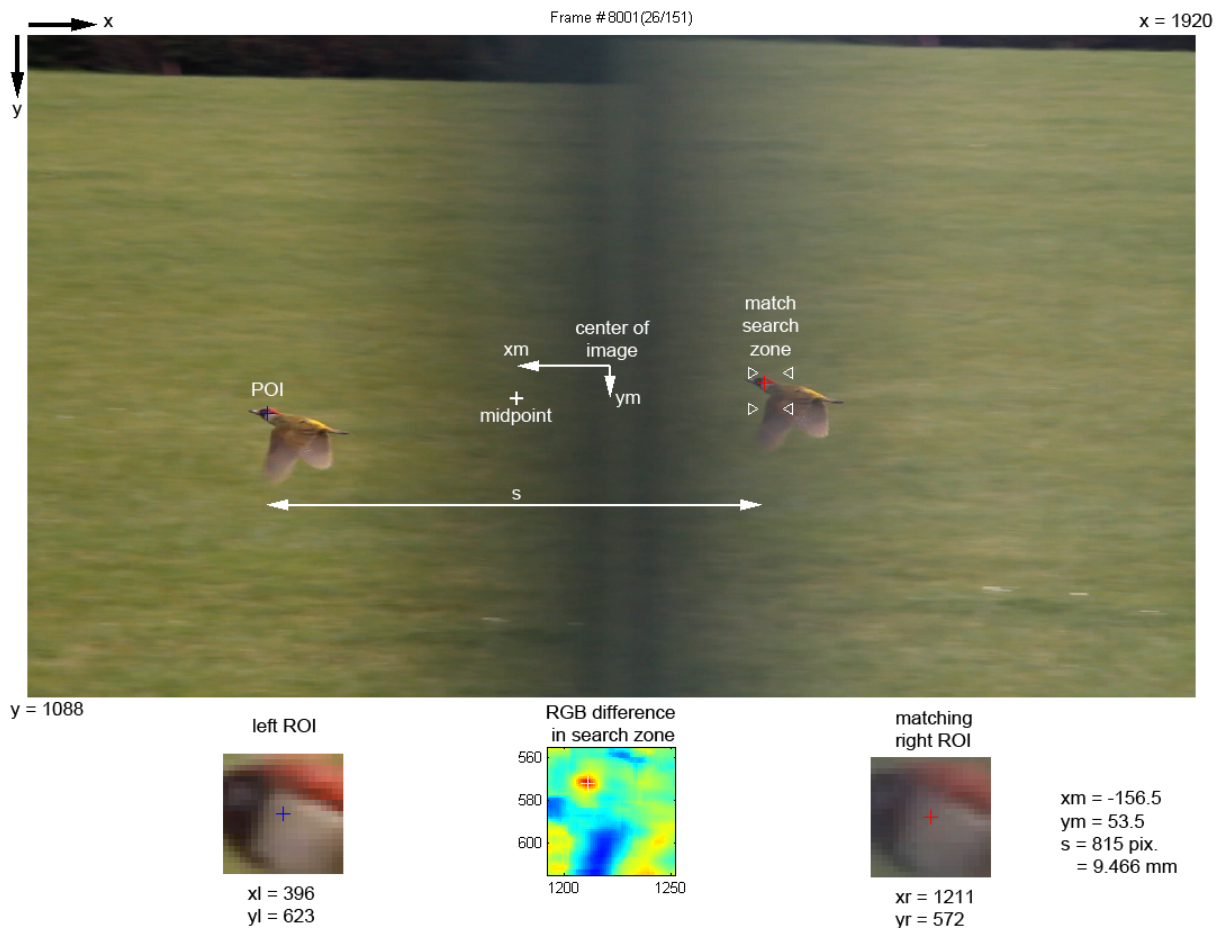 Frame #8001(26/151)
x
x = 1920
y
match
search
zone
center of
image
xm
ym
POI
midpoint
s
y = 1088
left ROI
RGB difference
in search zone
matching
right ROI
560
580
600
1200
1250
xl = 396
yl = 623
xr = 1211
yr = 572
xm = -156.5
ym = 53.5
s = 815 pix.
= 9.466 mm